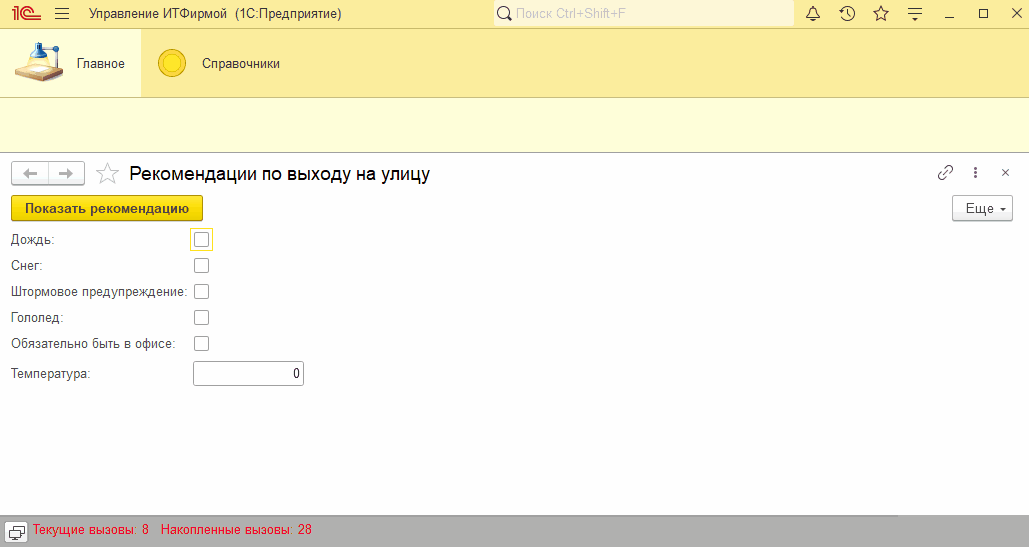 1С Управление ИТФирмой (1С:Предприятие) Поиск Ctrl+Shift+F
Главное Справочники
Рекомендации по выходу на улицу
Показать рекомендацию Еще
Дождь:
Снег:
Штормовое предупреждение:
Гололед:
Обязательно быть в офисе:
Температура: 0
Текущие вызовы: 8 Накопленные вызовы: 28